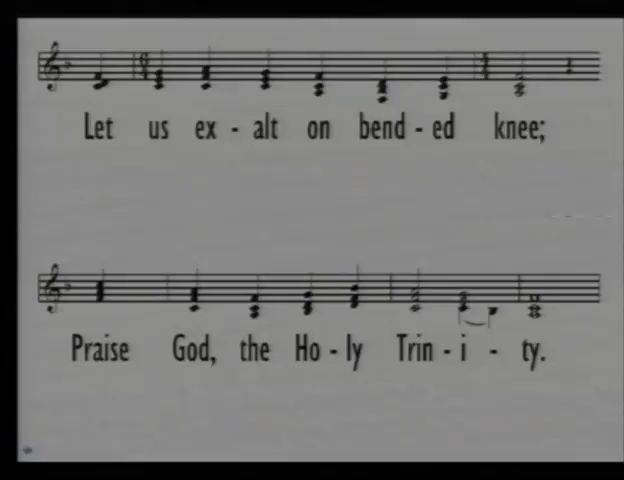 Let us ex - alt on bend - ed knee;
Praise God, the Ho - ly Trin - i - ty.